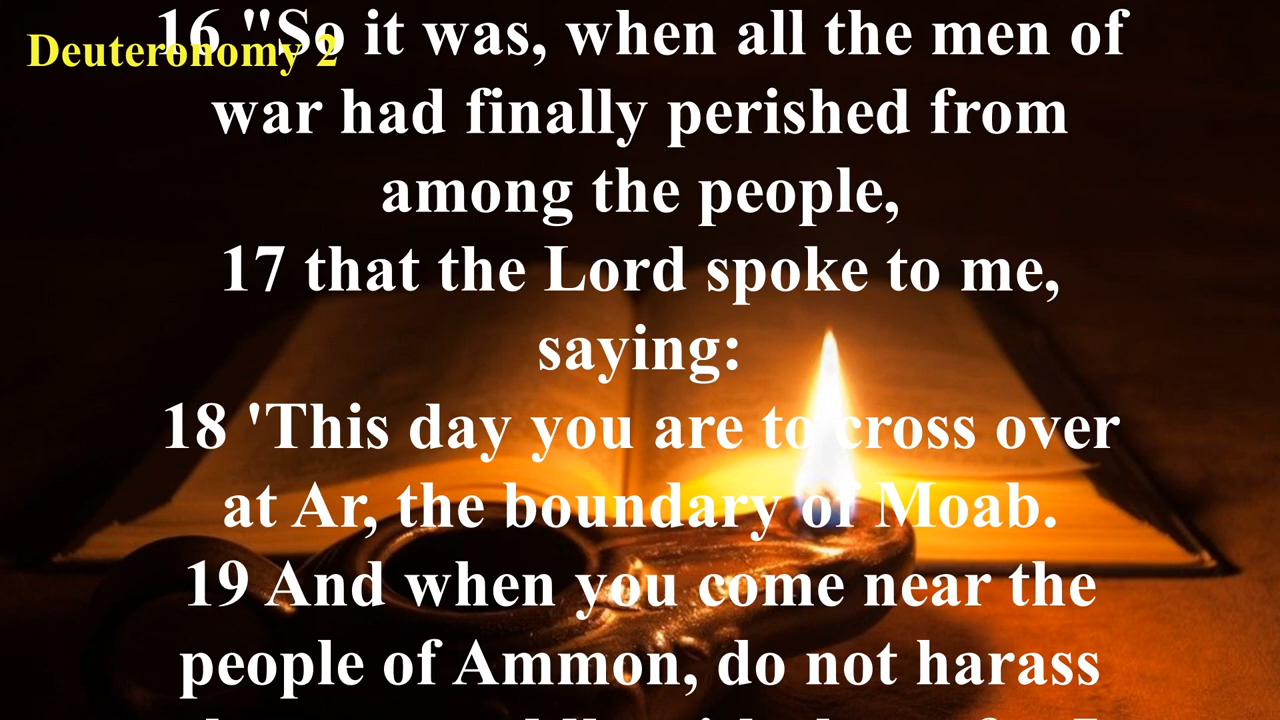 Deuteronomy 2
16 "So it was, when all the men of
war had finally perished from
among the people,
17 that the Lord spoke to me,
saying:
18 'This day you are to cross over
at Ar, the boundary of Moab.
19 And when you come near the
people of Ammon, do not harass